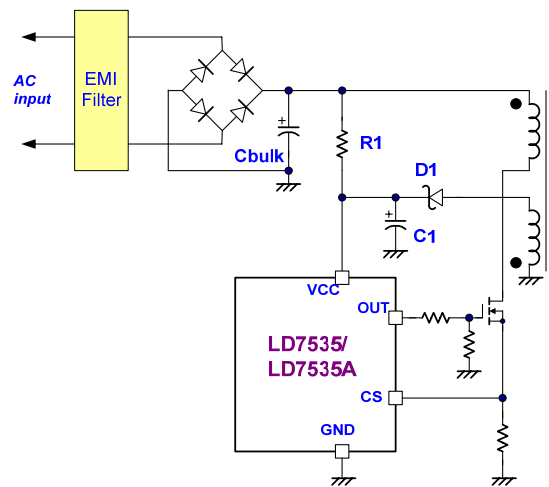 AC
input
EMI
Filter
+
Cbulk
R1
D1
+
C1
VCC
OUT
LD7535/
LD7535A
CS
GND